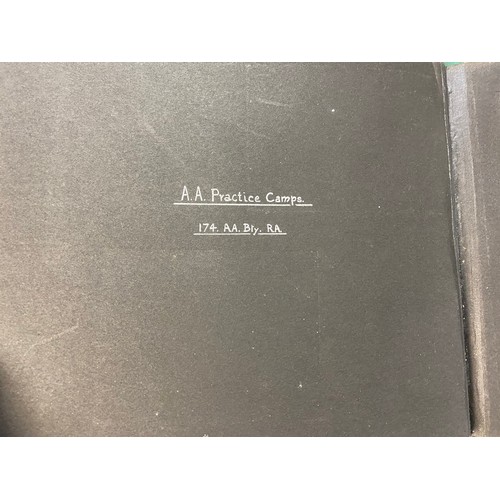 A.A. Practice Camps.
174. AA. Bty. RA